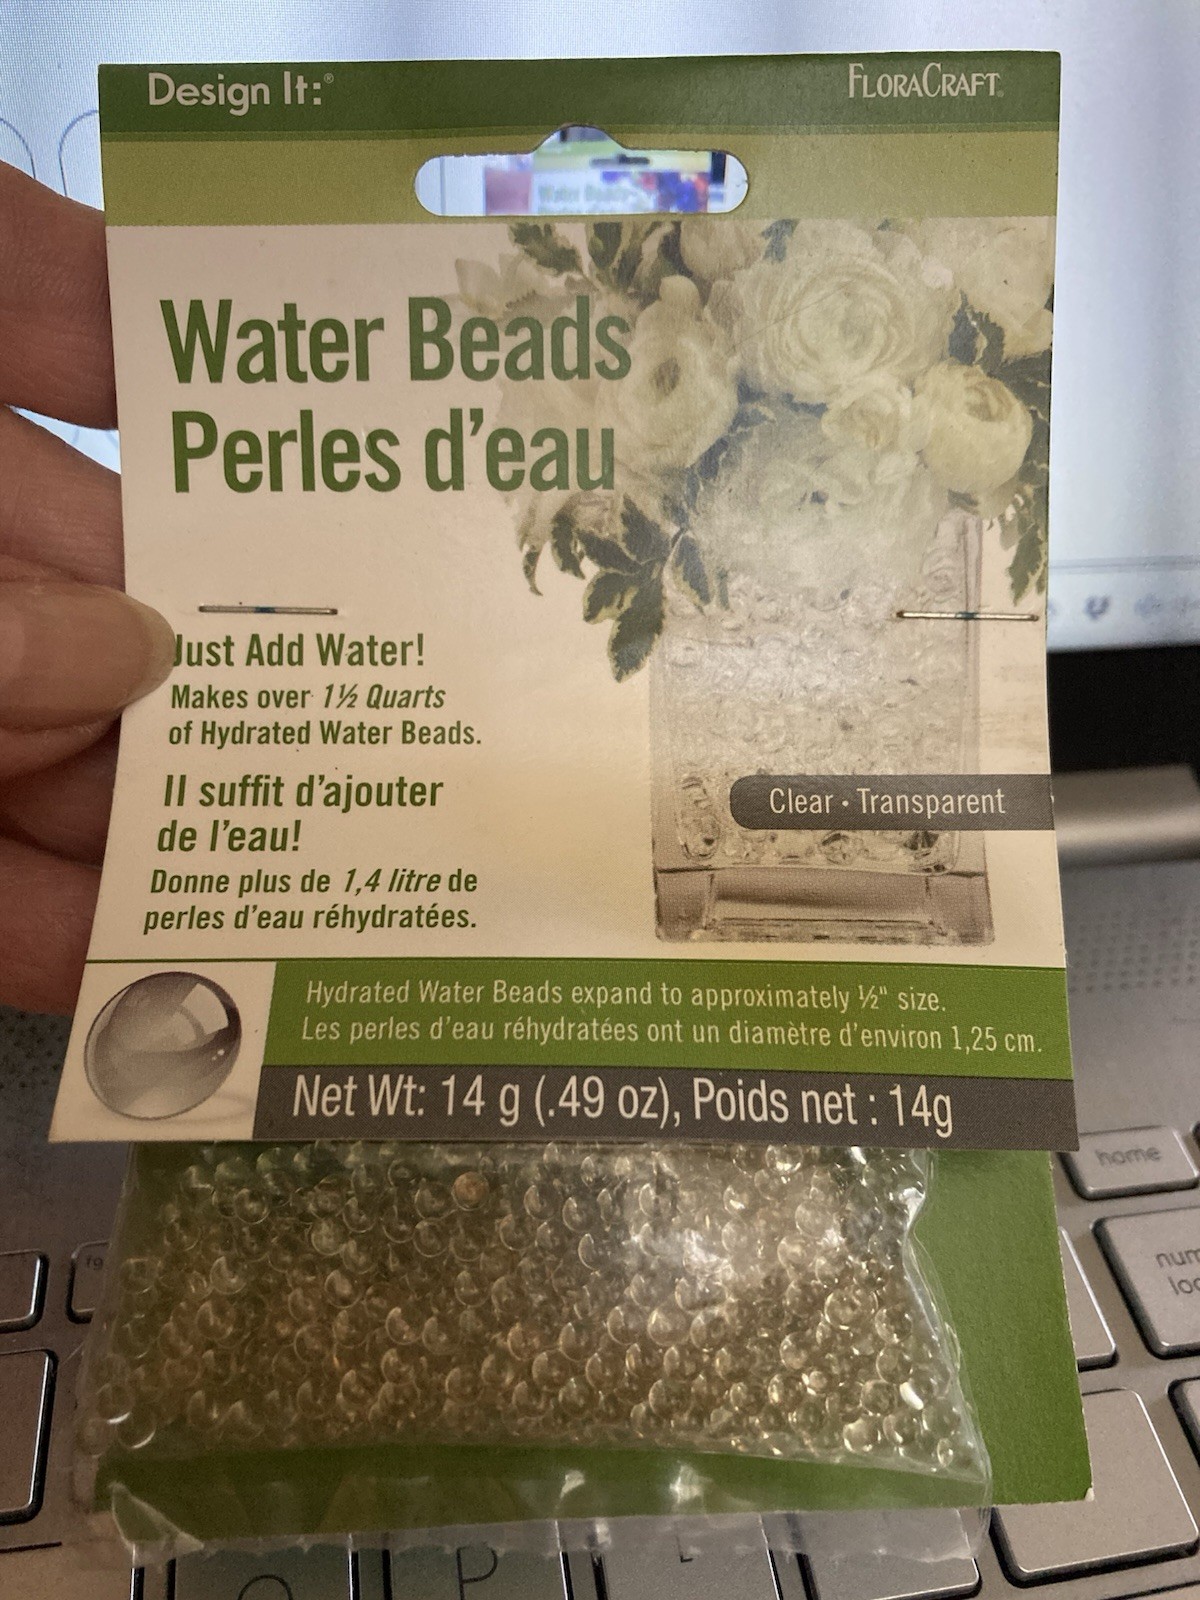 Design It:®
FLORACRAFT®
Water Beads
Water Beads
Perles d'eau
Just Add Water!
Makes over 1½ Quarts
of Hydrated Water Beads.
Il suffit d'ajouter
de l'eau!
Donne plus de 1,4 litre de
perles d'eau réhydratées.
Clear • Transparent
Hydrated Water Beads expand to approximately ½" size.
Les perles d'eau réhydratées ont un diamètre d'environ 1,25 cm.
Net Wt: 14 g (.49 oz), Poids net : 14g
home
num
P